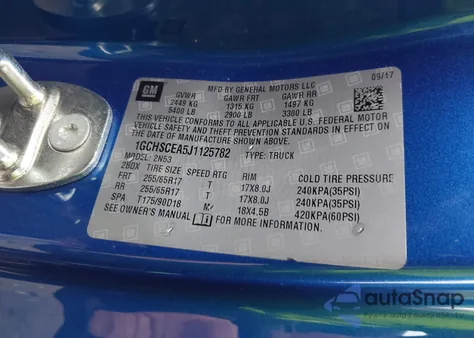 GM
MFD BY GENERAL MOTORS LLC 09/17
GVWR GAWR FRT GAWR RR
2449 KG 1315 KG 1497 KG
5400 LB 2900 LB 3300 LB
THIS VEHICLE CONFORMS TO ALL APPLICABLE U.S. FEDERAL MOTOR
VEHICLE SAFETY AND THEFT PREVENTION STANDARDS IN EFFECT ON
THE DATE OF MANUFACTURE SHOWN ABOVE.
1GCHSCEA5J1125782 TYPE: TRUCK
MODEL: 2N53
TIRE SIZE SPEED RTG RIM COLD TIRE PRESSURE
FRT 255/65R17 T 17X8.0J 240KPA(35PSI)
RR 255/65R17 T 17X8.0J 240KPA(35PSI)
SPA T175/90D18 M 18X4.5B 420KPA(60PSI)
SEE OWNER'S MANUAL FOR MORE INFORMATION.
autoSnap